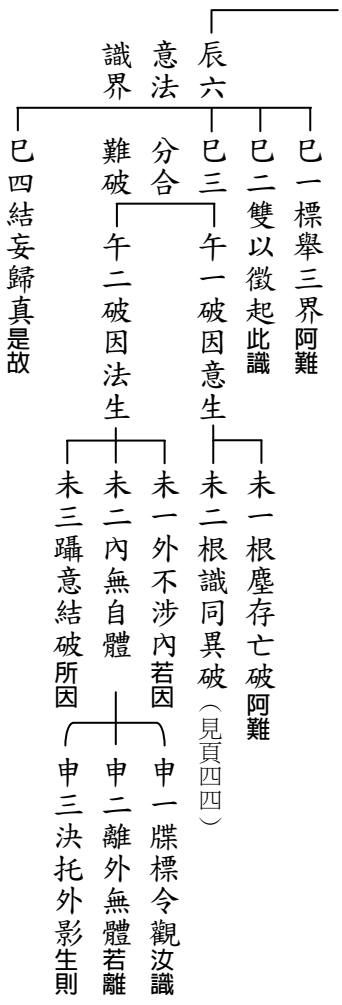 辰六意法識界
巳一標舉三界阿難
巳二雙以徵起此識
巳三分合難破
午一破因意生
未一根塵存亡破阿難
未二根識同異破（見頁四四）
午二破因法生
未一外不涉內若因
未二內無自體
申一牒標令觀汝識
申二離外無體若離
申三決托外影生則
未三躡意結破所因
巳四結妄歸真是故